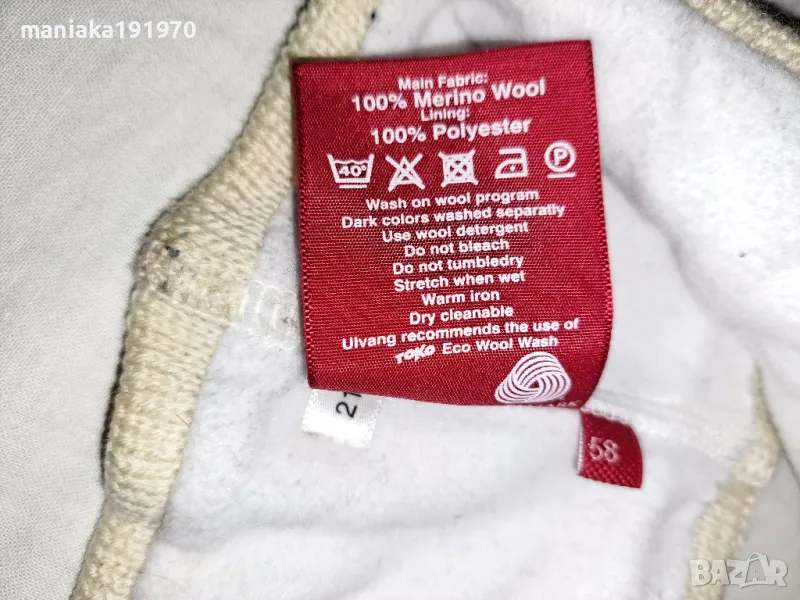 maniaka191970
Main Fabric:
100% Merino Wool
Lining:
100% Polyester
40°
P
Wash on wool program
Dark colors washed separatly
Use wool detergent
Do not bleach
Do not tumbledry
Stretch when wet
Warm iron
Dry cleanable
Ulvang recommends the use of
TOKO Eco Wool Wash
58
BAZAR